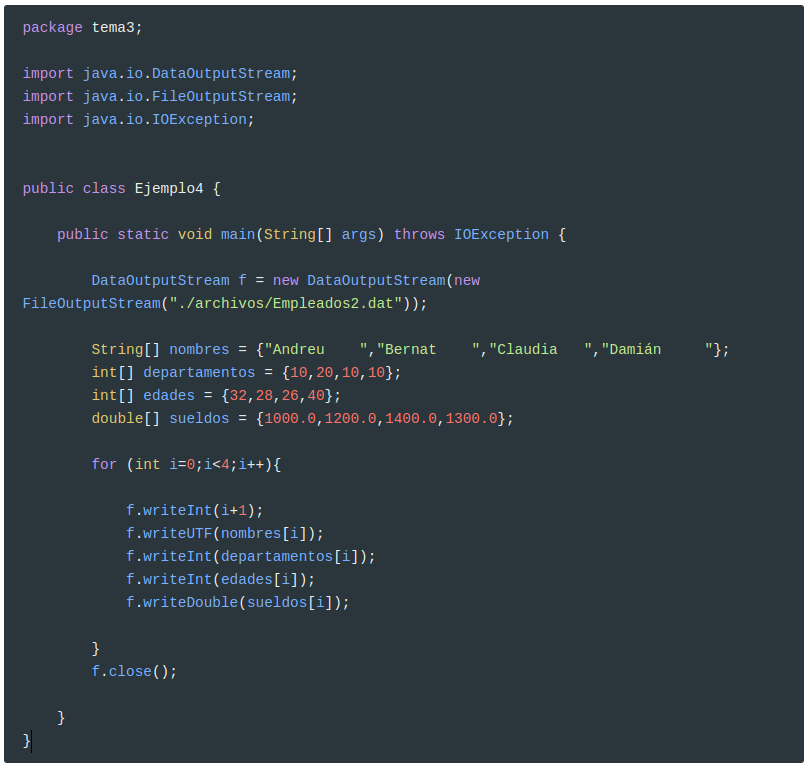 package tema3;

import java.io.DataOutputStream;
import java.io.FileOutputStream;
import java.io.IOException;


public class Ejemplo4 {

    public static void main(String[] args) throws IOException {

        DataOutputStream f = new DataOutputStream(new
FileOutputStream("./archivos/Empleados2.dat"));

        String[] nombres = {"Andreu    ","Bernat    ","Claudia   ","Damián     "};
        int[] departamentos = {10,20,10,10};
        int[] edades = {32,28,26,40};
        double[] sueldos = {1000.0,1200.0,1400.0,1300.0};

        for (int i=0;i<4;i++){

            f.writeInt(i+1);
            f.writeUTF(nombres[i]);
            f.writeInt(departamentos[i]);
            f.writeInt(edades[i]);
            f.writeDouble(sueldos[i]);

        }
        f.close();

    }
}